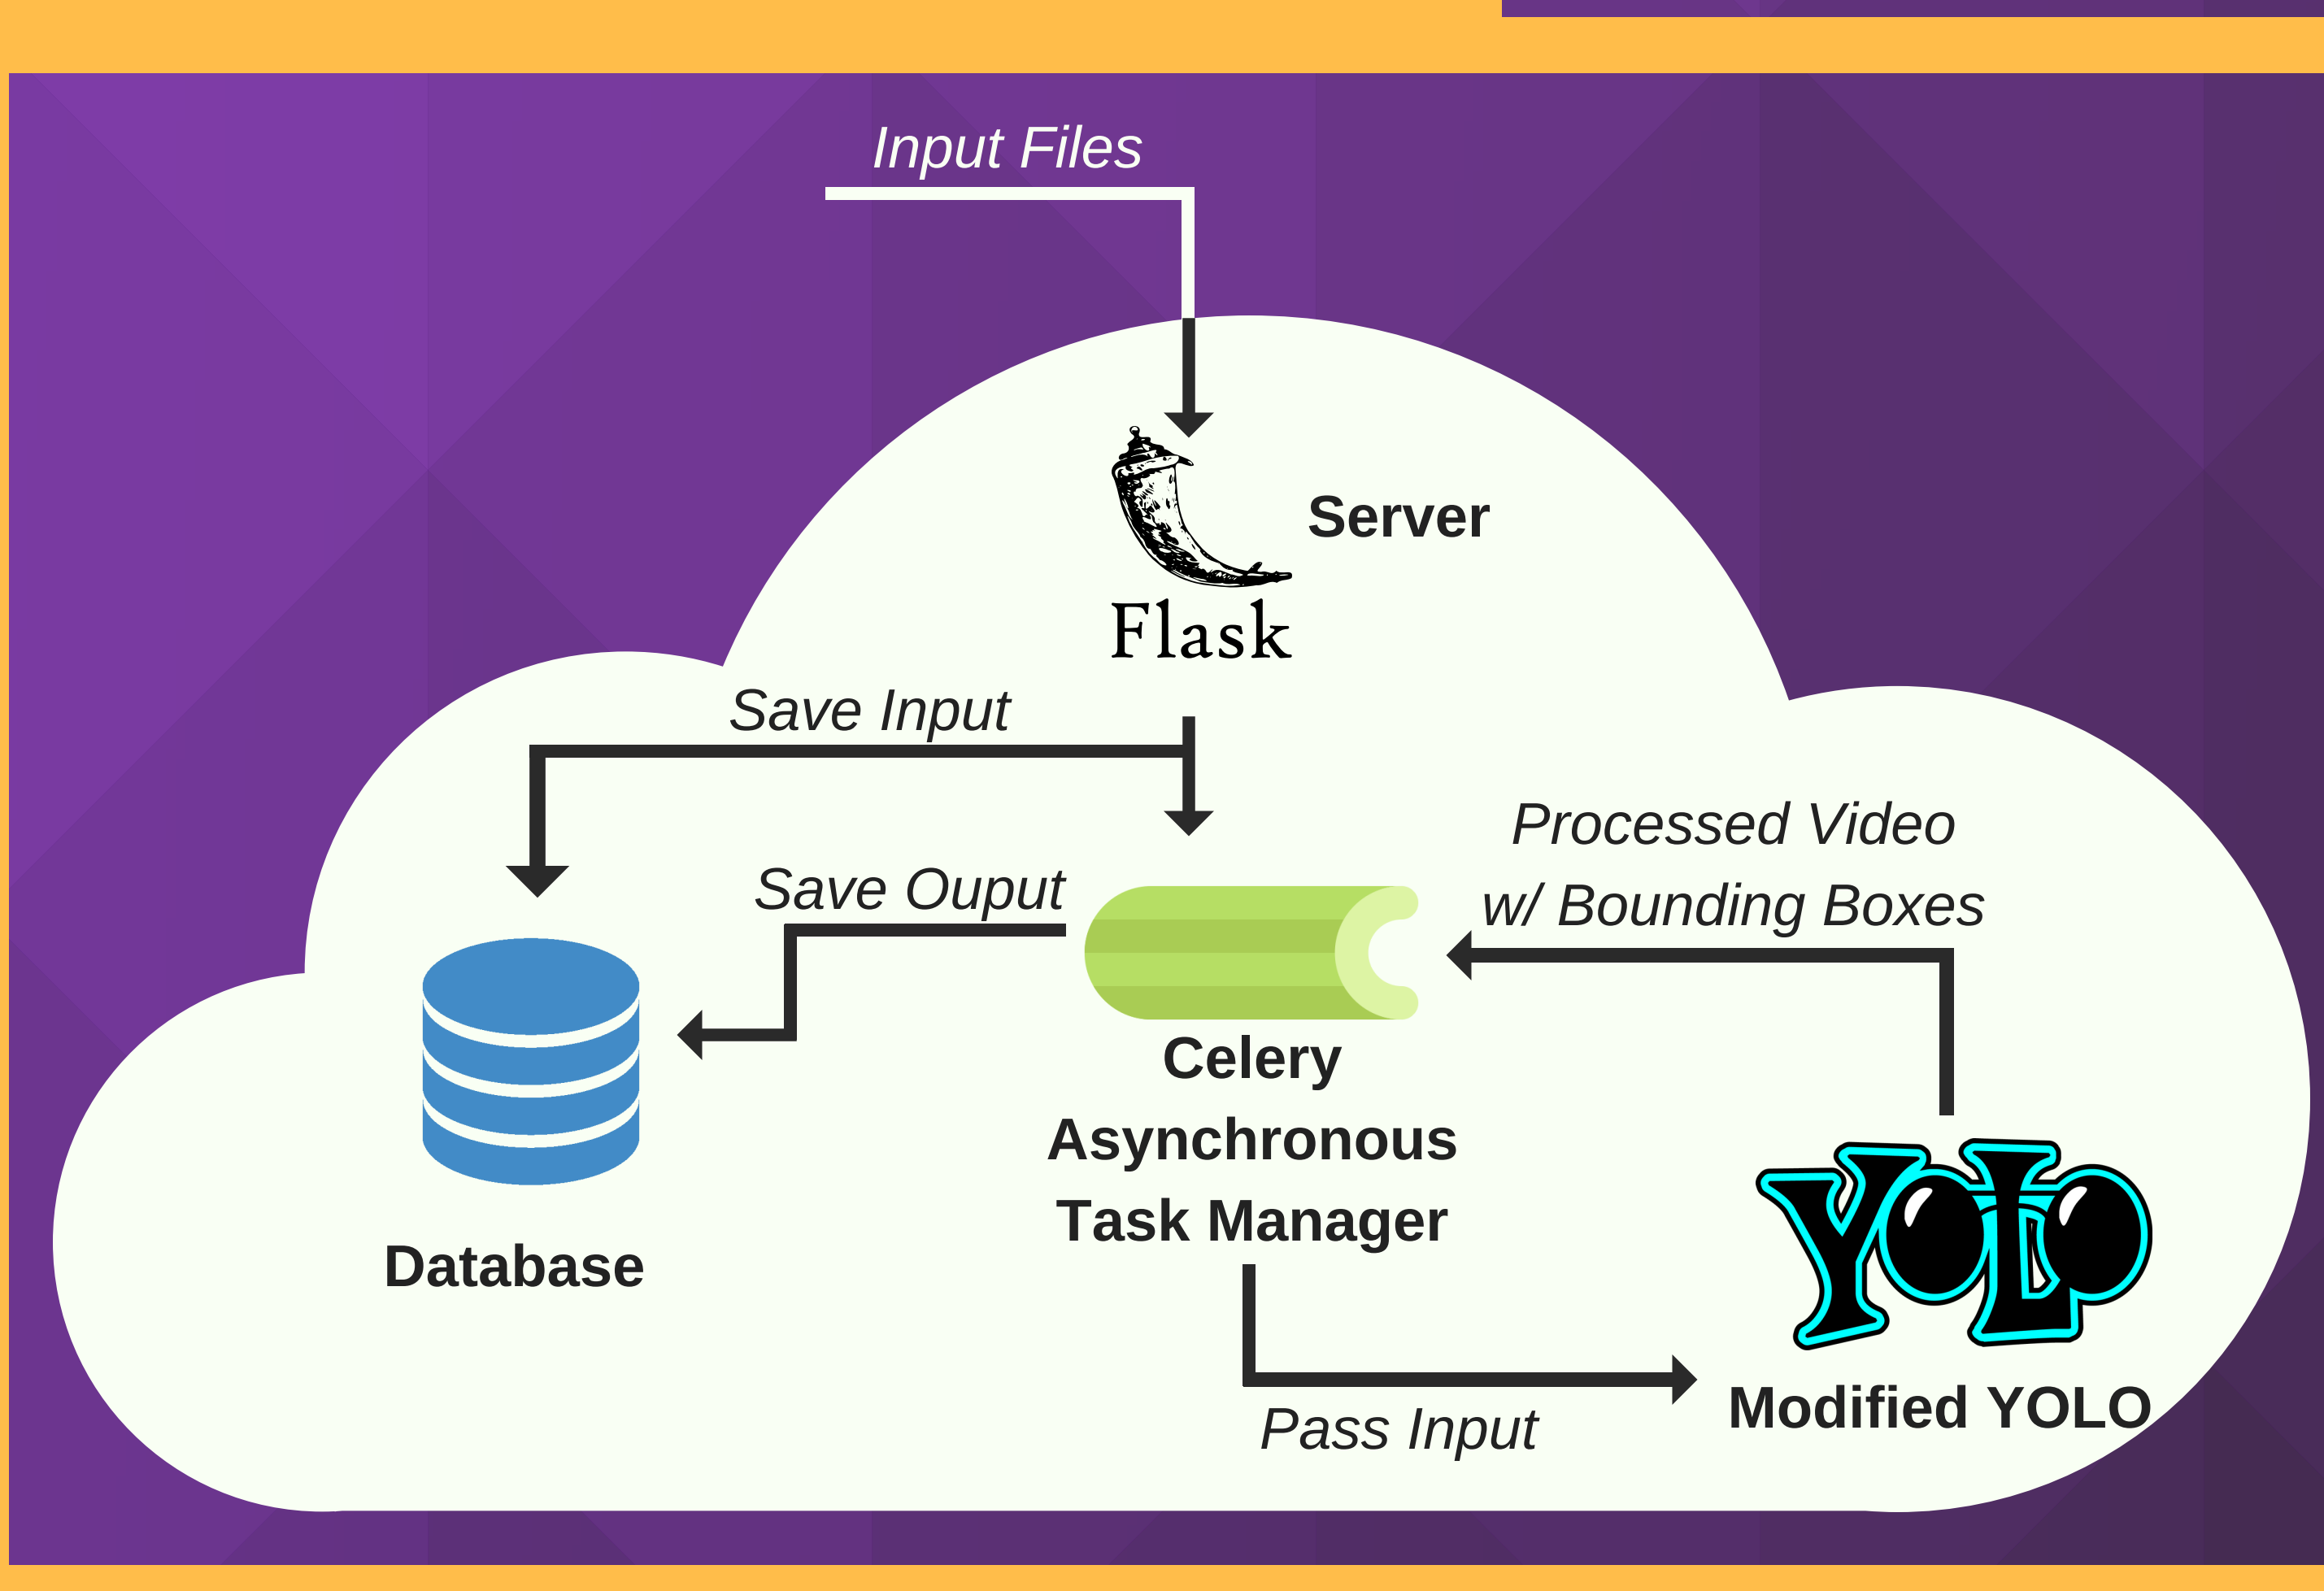 Input Files
Server
Flask
Save Input
Processed Video
w/ Bounding Boxes
Save Ouput
Celery
Asynchronous
Task Manager
Database
YOLO
Modified YOLO
Pass Input